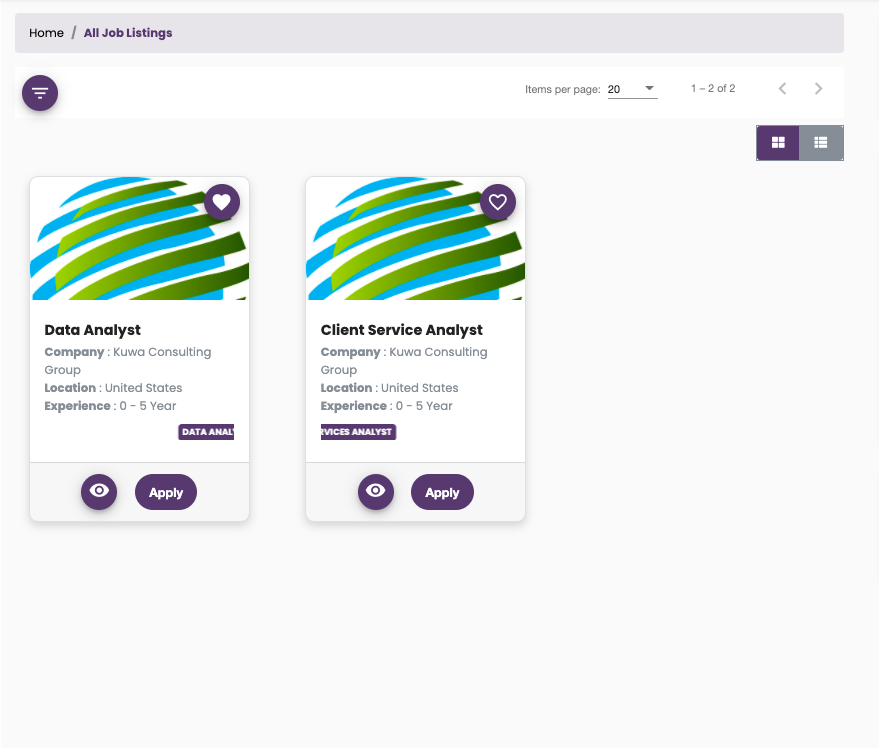 Home / All Job Listings
Items per page: 20 1 – 2 of 2
Data Analyst
Company : Kuwa Consulting
Group
Location : United States
Experience : 0 - 5 Year
DATA ANALY
Apply
Client Service Analyst
Company : Kuwa Consulting
Group
Location : United States
Experience : 0 - 5 Year
RVICES ANALYST
Apply